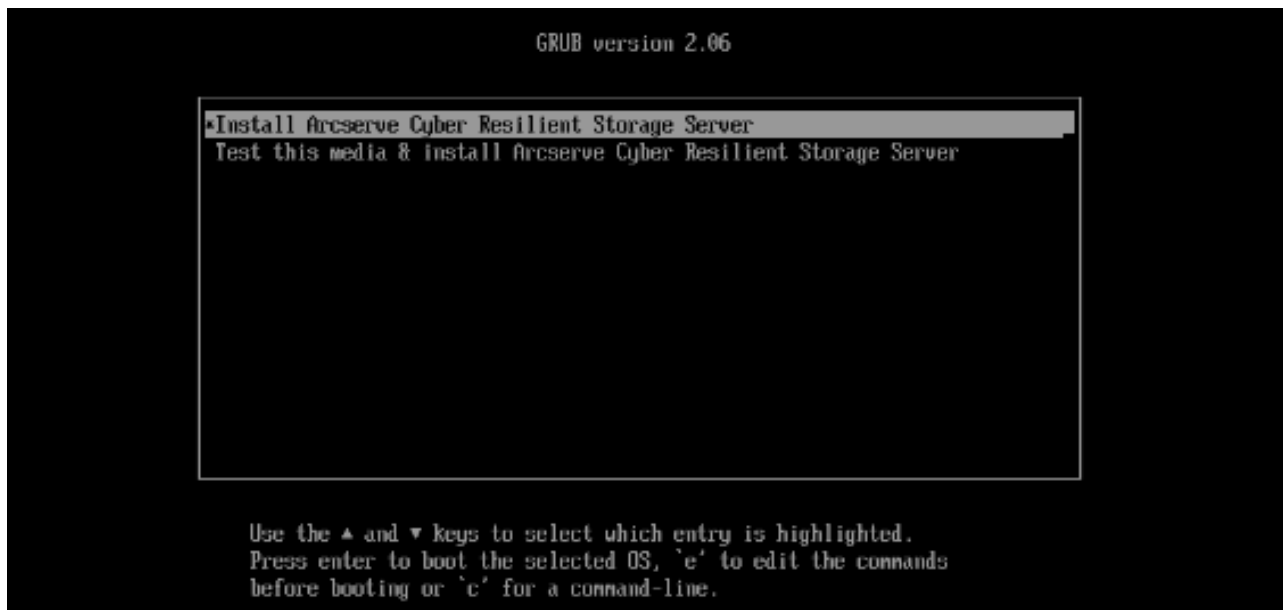 GRUB version 2.06
*Install Arcserve Cyber Resilient Storage Server
Test this media & install Arcserve Cyber Resilient Storage Server
Use the ▲ and ▼ keys to select which entry is highlighted.
Press enter to boot the selected OS, `e' to edit the commands
before booting or `c' for a command-line.